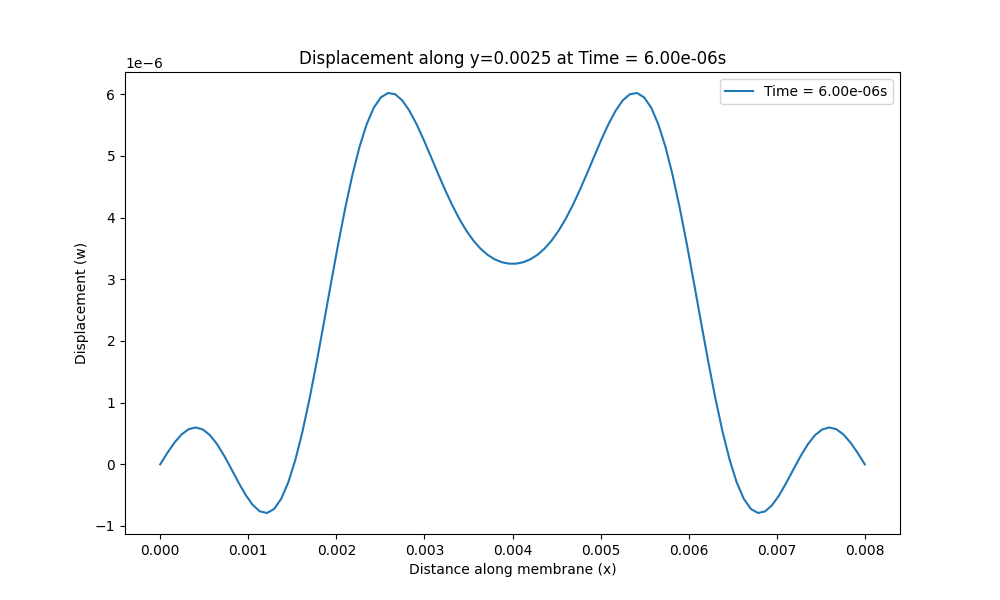 Displacement along y=0.0025 at Time = 6.00e-06s
1e−6
Time = 6.00e-06s
6
5
4
3
2
1
0
−1
Displacement (w)
0.000 0.001 0.002 0.003 0.004 0.005 0.006 0.007 0.008
Distance along membrane (x)